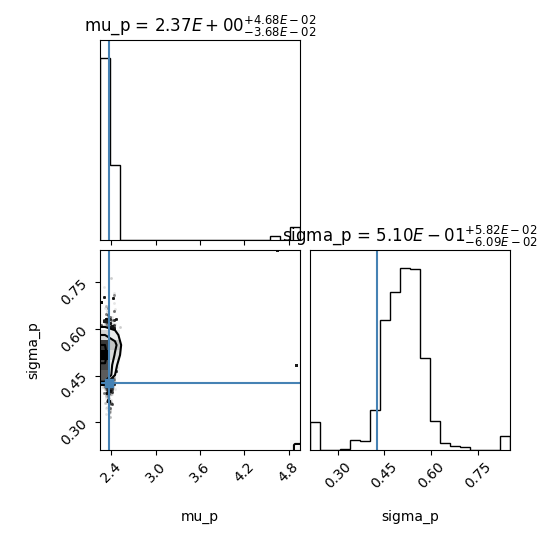 mu_p = 2.37E+00+4.68E−02 −3.68E−02
sigma_p = 5.10E−01+5.82E−02 −6.09E−02
sigma_p
0.75
0.60
0.45
0.30
2.4 3.0 3.6 4.2 4.8
0.30 0.45 0.60 0.75
mu_p
sigma_p